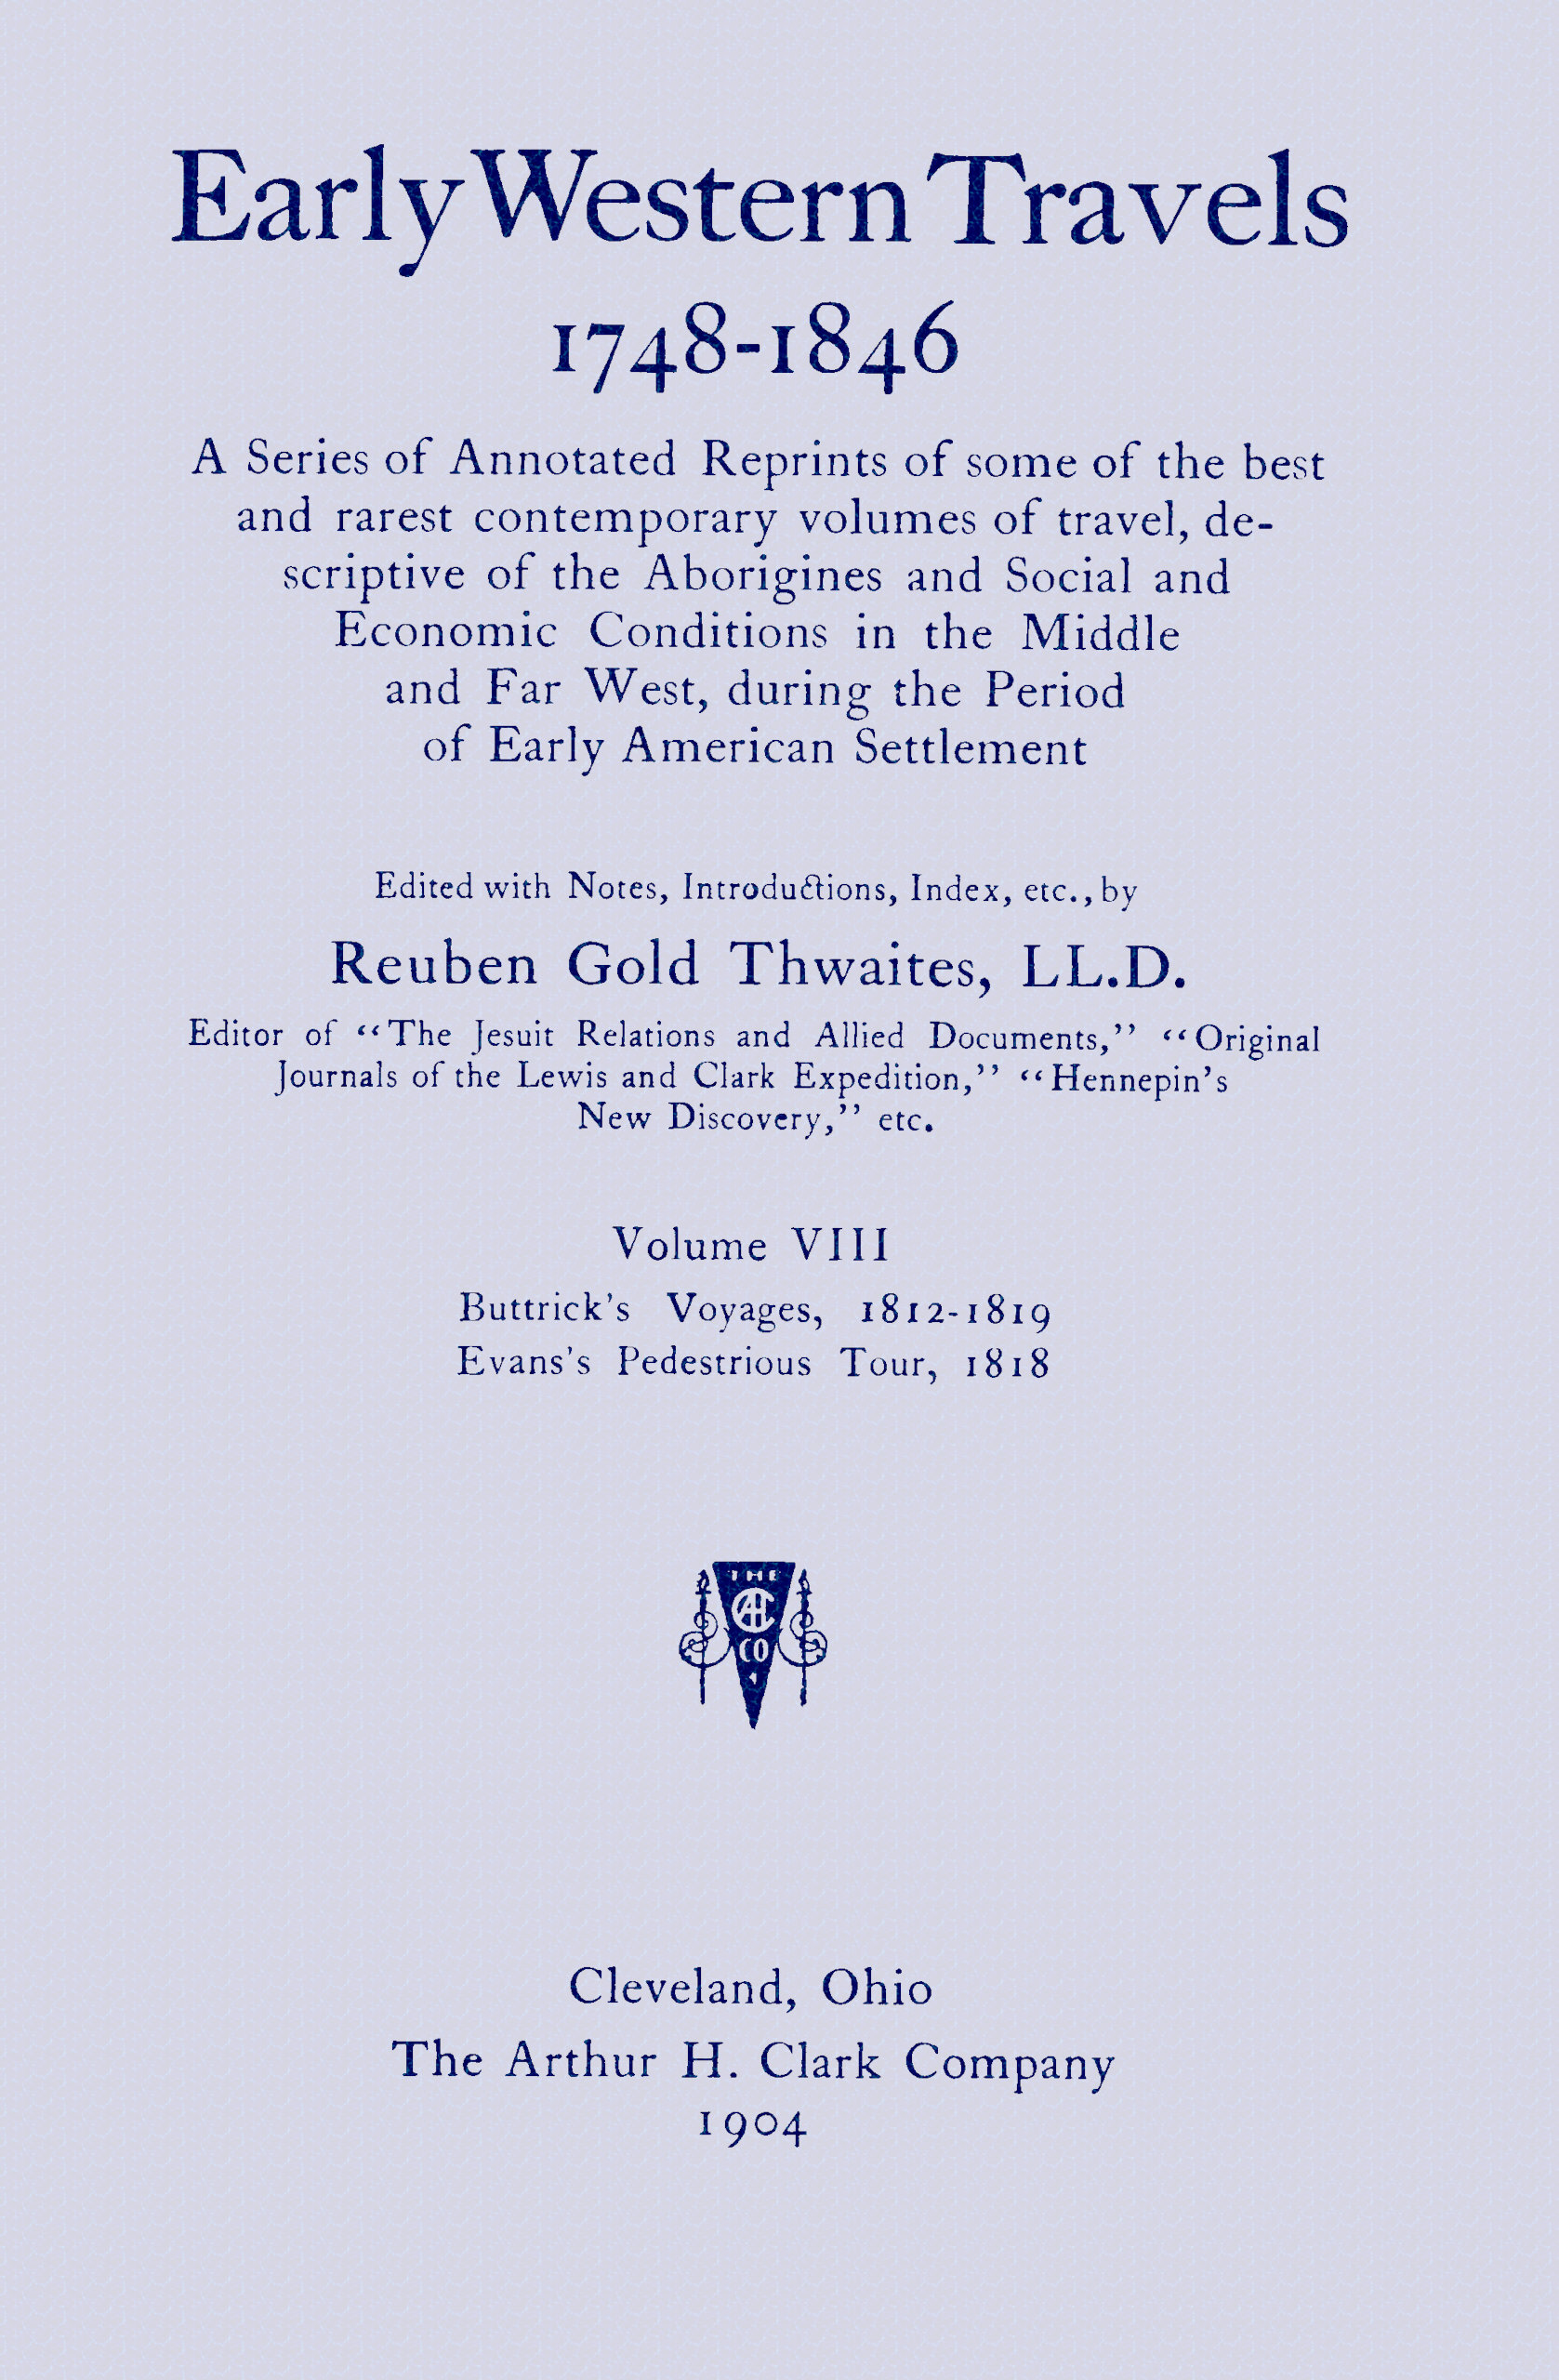 Early Western Travels
1748-1846
A Series of Annotated Reprints of some of the best
and rarest contemporary volumes of travel, de-
scriptive of the Aborigines and Social and
Economic Conditions in the Middle
and Far West, during the Period
of Early American Settlement
Edited with Notes, Introductions, Index, etc., by
Reuben Gold Thwaites, LL.D.
Editor of “The Jesuit Relations and Allied Documents,” “Original
Journals of the Lewis and Clark Expedition,” “Hennepin’s
New Discovery,” etc.
Volume VIII
Buttrick’s Voyages, 1812-1819
Evans’s Pedestrious Tour, 1818
THE
AHC
CO
Cleveland, Ohio
The Arthur H. Clark Company
1904